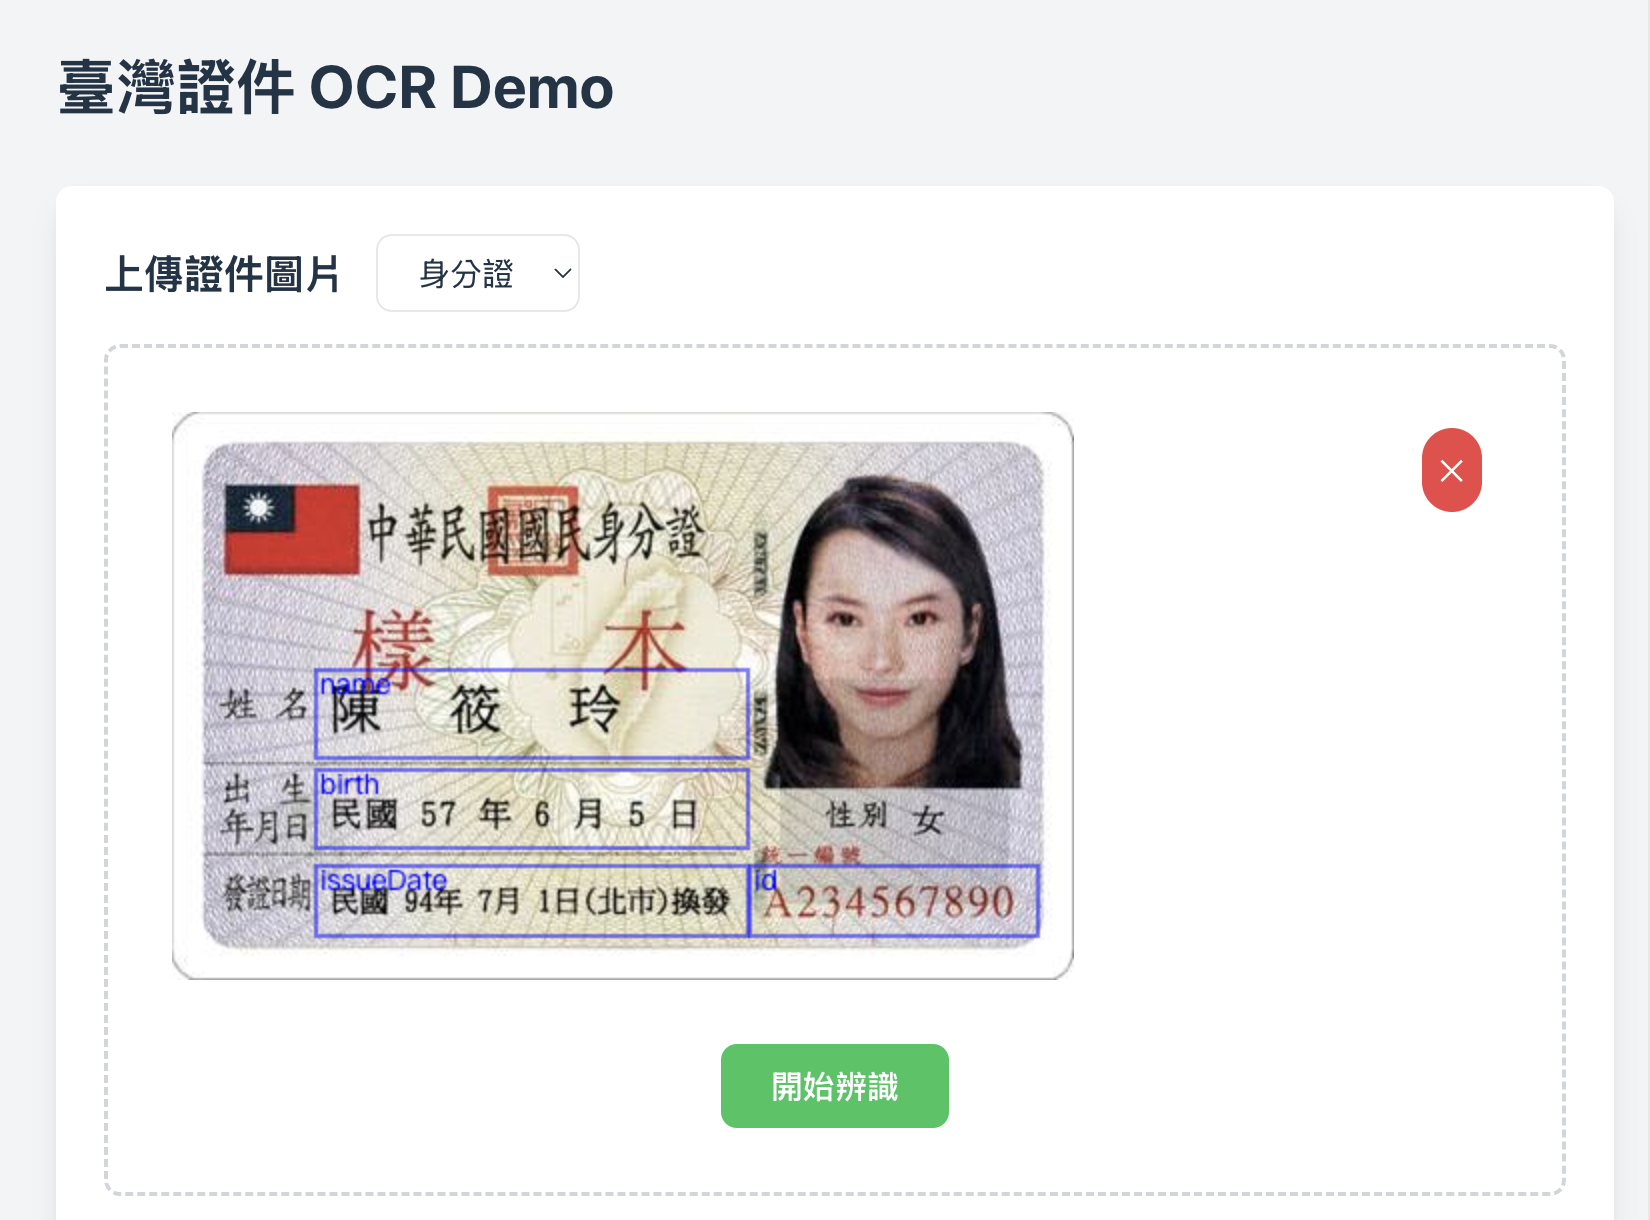 臺灣證件 OCR Demo
上傳證件圖片 身分證
中華民國國民身分證
樣本
name
姓名 陳筱玲
birth
出生年月日 民國 57 年 6 月 5 日
性別 女
統一編號
issueDate
發證日期 民國 94年 7月 1日(北市)換發
id
A234567890
開始辨識